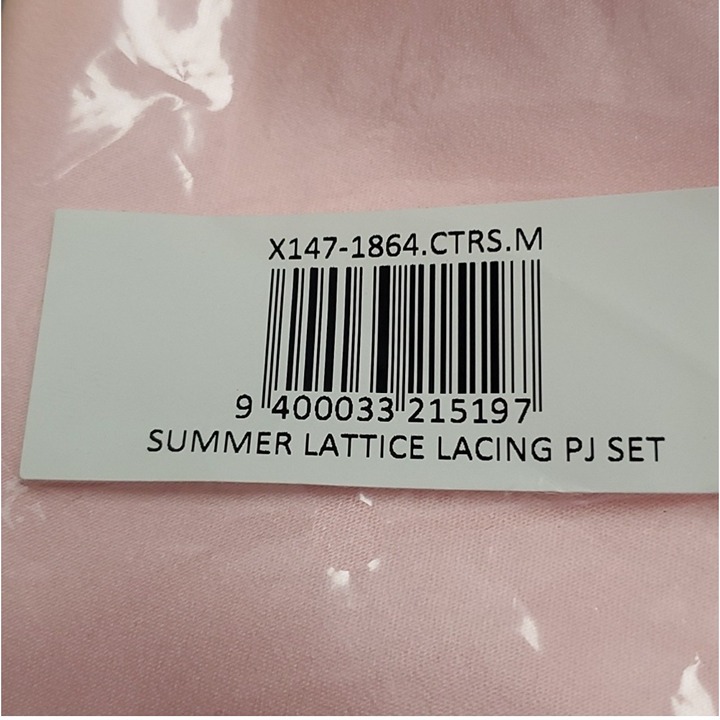 X147-1864.CTRS.M
9 400033 215197
SUMMER LATTICE LACING PJ SET